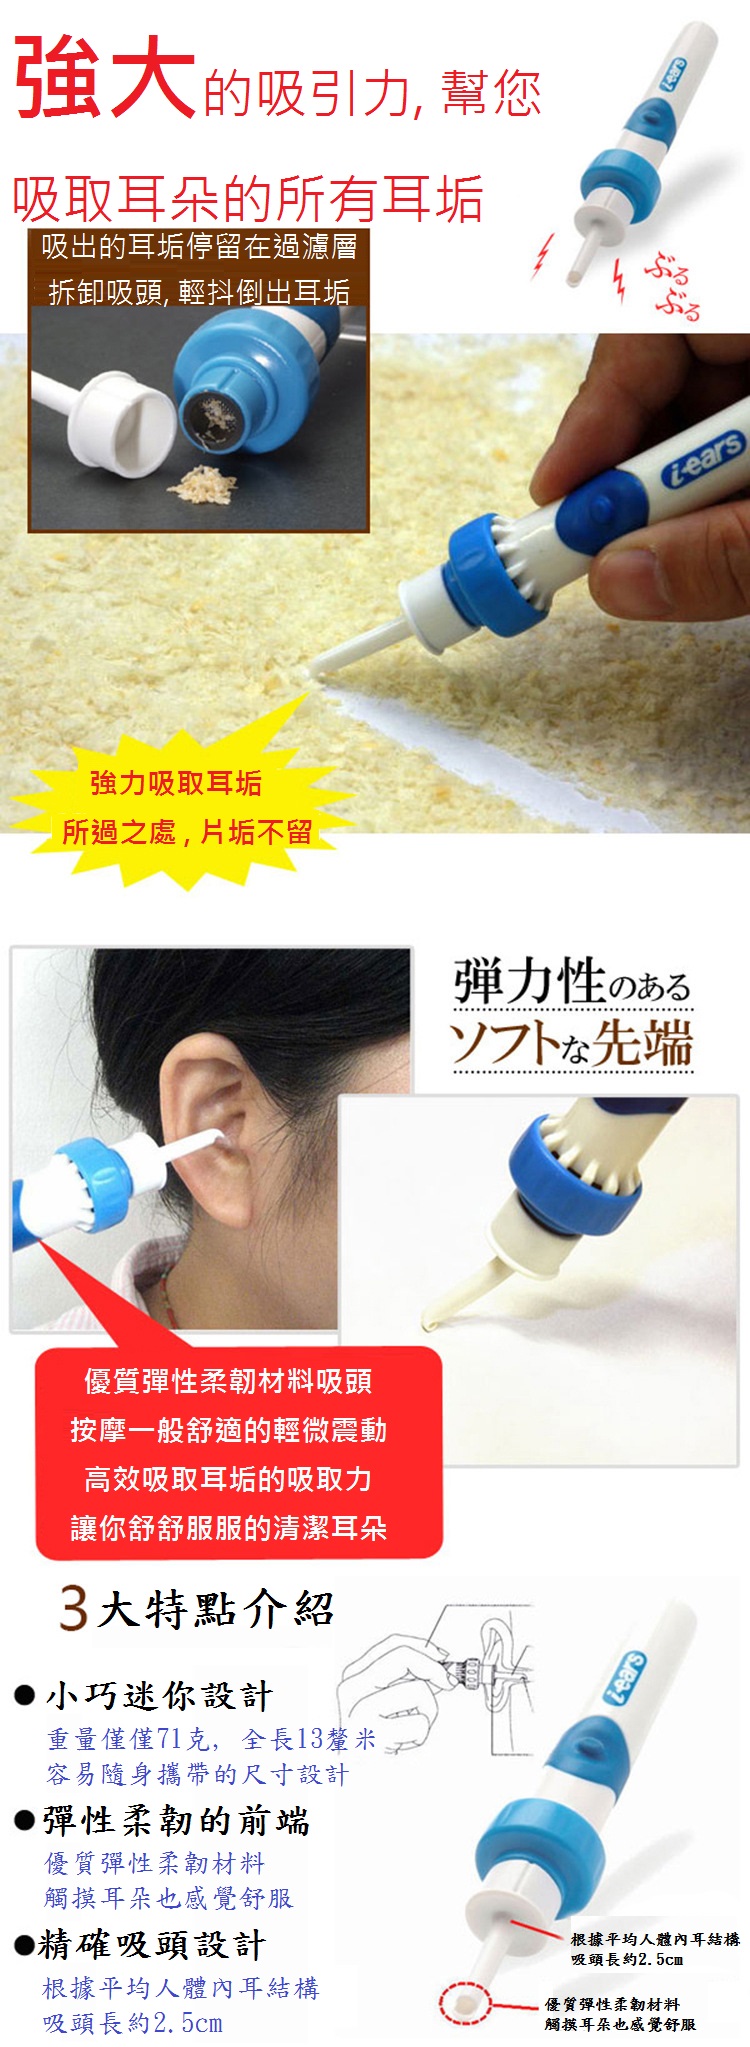 強大的吸引力, 幫您
吸取耳朵的所有耳垢
i-ears
ぶる
ぶる
吸出的耳垢停留在過濾層
拆卸吸頭, 輕抖倒出耳垢
i-ears
強力吸取耳垢
所過之處, 片垢不留
弾力性のある
ソフトな先端
優質彈性柔韌材料吸頭
按摩一般舒適的輕微震動
高效吸取耳垢的吸取力
讓你舒舒服服的清潔耳朵
3大特點介紹
i-ears
●小巧迷你設計
重量僅僅71克, 全長13釐米
容易隨身攜帶的尺寸設計
●彈性柔韌的前端
優質彈性柔韌材料
觸摸耳朵也感覺舒服
●精確吸頭設計
根據平均人體內耳結構
吸頭長約2.5cm
根據平均人體內耳結構
吸頭長約2.5cm
優質彈性柔韌材料
觸摸耳朵也感覺舒服